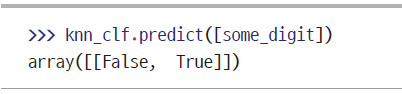 >>> knn_clf.predict([some_digit])
array([[False,  True]])